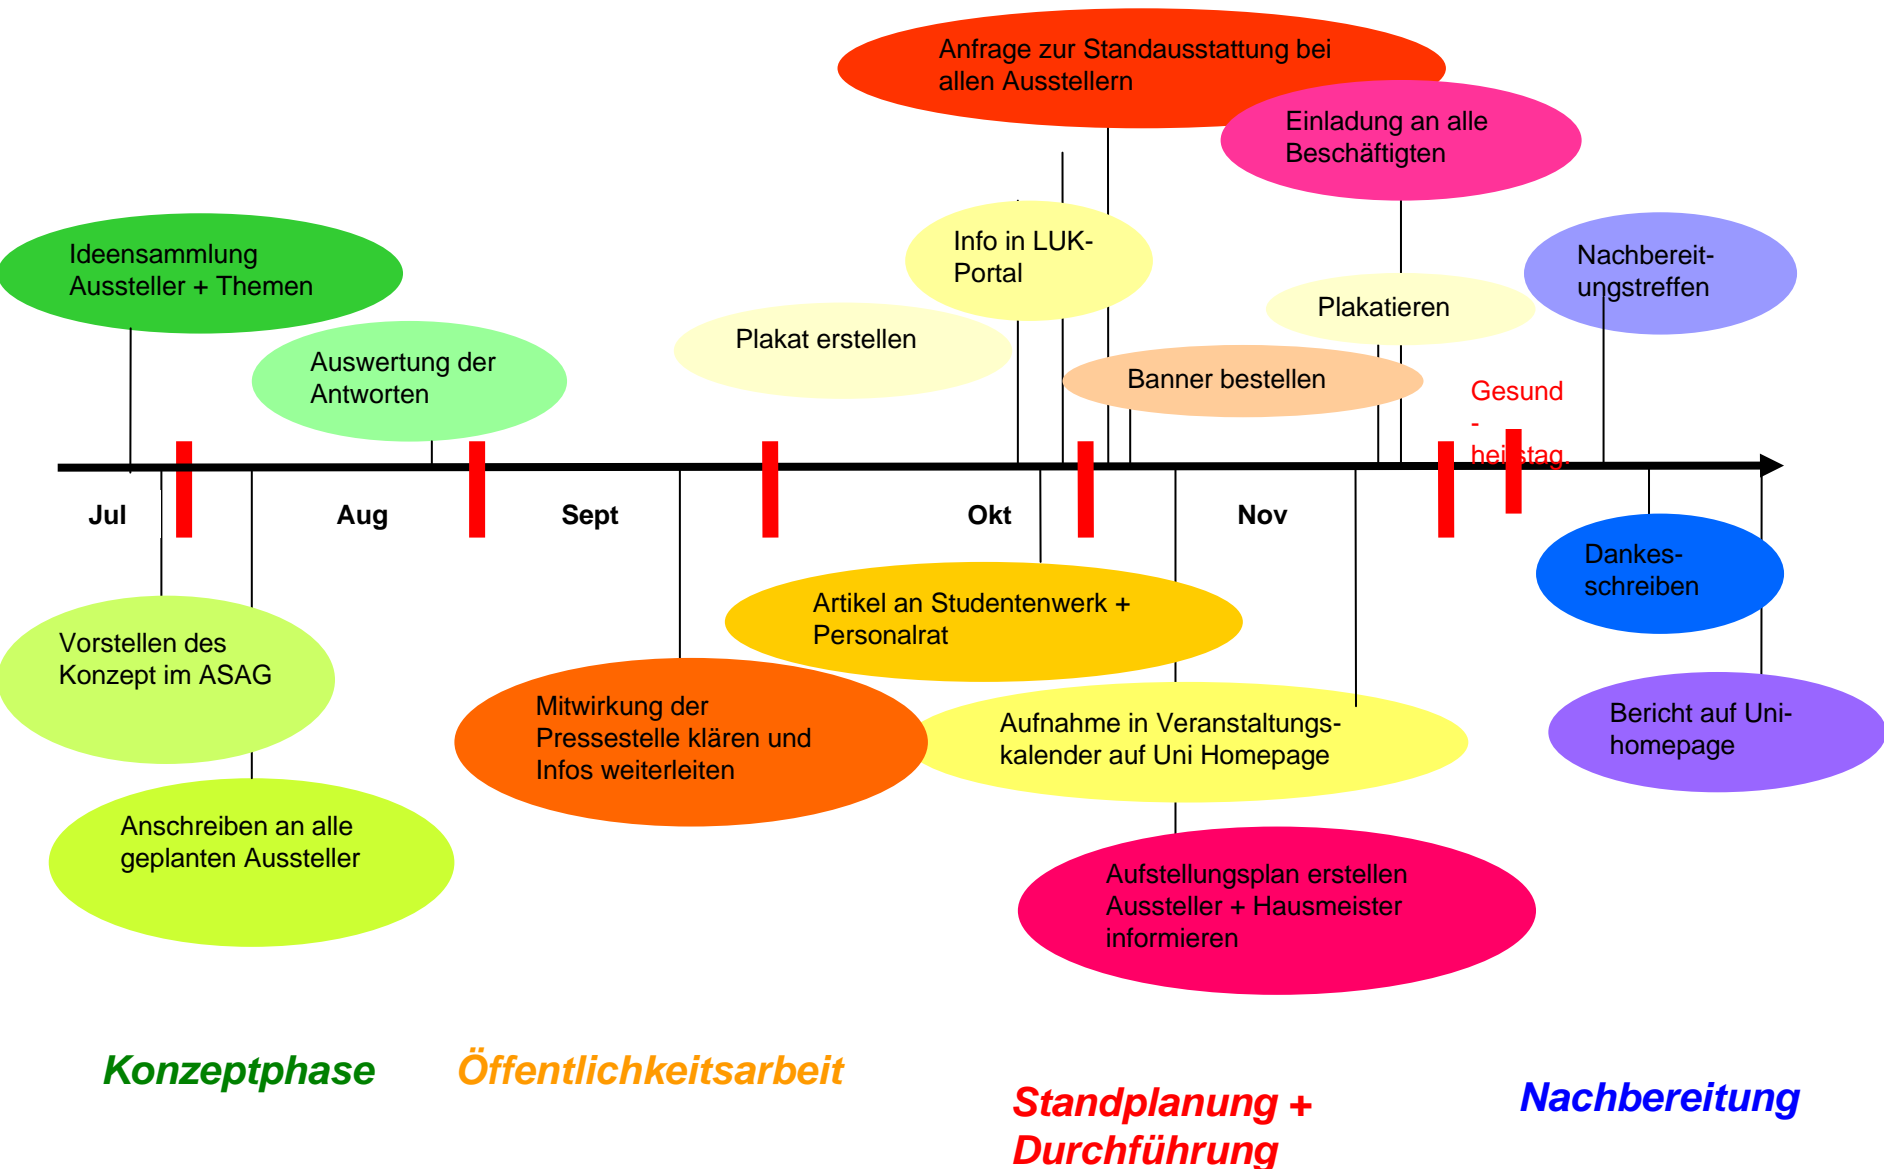 Anfrage zur Standausstattung bei
allen Ausstellern
Einladung an alle
Beschäftigten
Ideensammlung
Aussteller + Themen
Info in LUK-
Portal
Nachbereit-
ungstreffen
Auswertung der
Antworten
Plakat erstellen
Plakatieren
Banner bestellen
Gesund
-
heitstag.
Jul
Aug
Sept
Okt
Nov
Vorstellen des
Konzept im ASAG
Artikel an Studentenwerk +
Personalrat
Dankes-
schreiben
Mitwirkung der
Pressestelle klären und
Infos weiterleiten
Aufnahme in Veranstaltungs-
kalender auf Uni Homepage
Bericht auf Uni-
homepage
Anschreiben an alle
geplanten Aussteller
Aufstellungsplan erstellen
Aussteller + Hausmeister
informieren
Konzeptphase
Öffentlichkeitsarbeit
Standplanung +
Durchführung
Nachbereitung